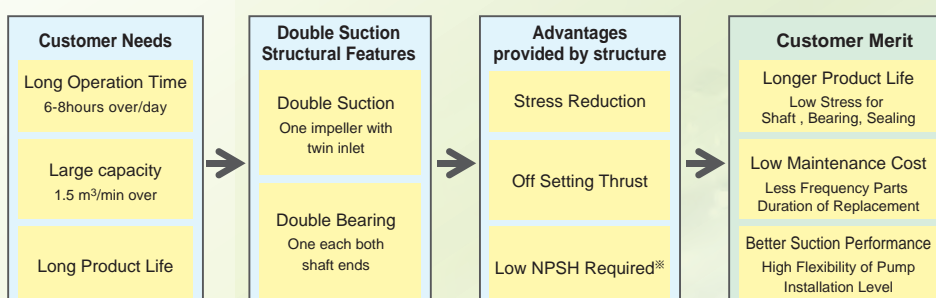 Customer Needs
Long Operation Time
6-8hours over/day
Large capacity
1.5 m³/min over
Long Product Life
Double Suction
Structural Features
Double Suction
One impeller with
twin inlet
Double Bearing
One each both
shaft ends
Advantages
provided by structure
Stress Reduction
Off Setting Thrust
Low NPSH Required※
Customer Merit
Longer Product Life
Low Stress for
Shaft , Bearing, Sealing
Low Maintenance Cost
Less Frequency Parts
Duration of Replacement
Better Suction Performance
High Flexibility of Pump
Installation Level